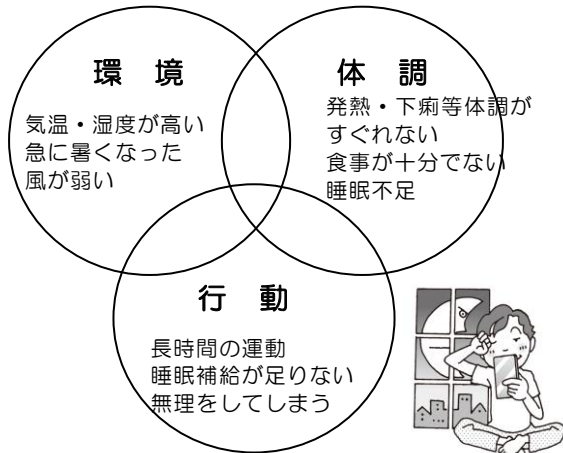 環　境
気温・湿度が高い
急に暑くなった
風が弱い
体　調
発熱・下痢等体調が
すぐれない
食事が十分でない
睡眠不足
行　動
長時間の運動
睡眠補給が足りない
無理をしてしまう